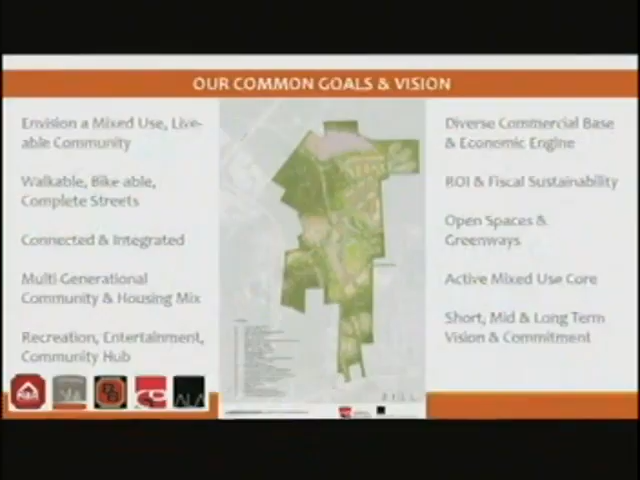 OUR COMMON GOALS & VISION
Envision a Mixed Use, Live-
able Community
Walkable, Bike able,
Complete Streets
Connected & Integrated
Multi Generational
Community & Housing Mix
Recreation, Entertainment,
Community Hub
Diverse Commercial Base
& Economic Engine
ROI & Fiscal Sustainability
Open Spaces &
Greenways
Active Mixed Use Core
Short, Mid & Long Term
Vision & Commitment
ALA